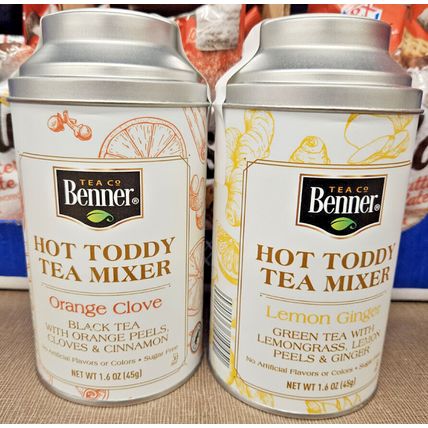 TEA CO
Benner®
HOT TODDY
TEA MIXER
Orange Clove
BLACK TEA
WITH ORANGE PEELS,
CLOVES & CINNAMON
No Artificial Flavors or Colors • Sugar Free
NET WT 1.6 OZ (45g)
TEA CO
Benner®
HOT TODDY
TEA MIXER
Lemon Ginger
GREEN TEA WITH
LEMONGRASS, LEMON
PEELS & GINGER
No Artificial Flavors or Colors • Sugar Free
NET WT 1.6 OZ (45g)